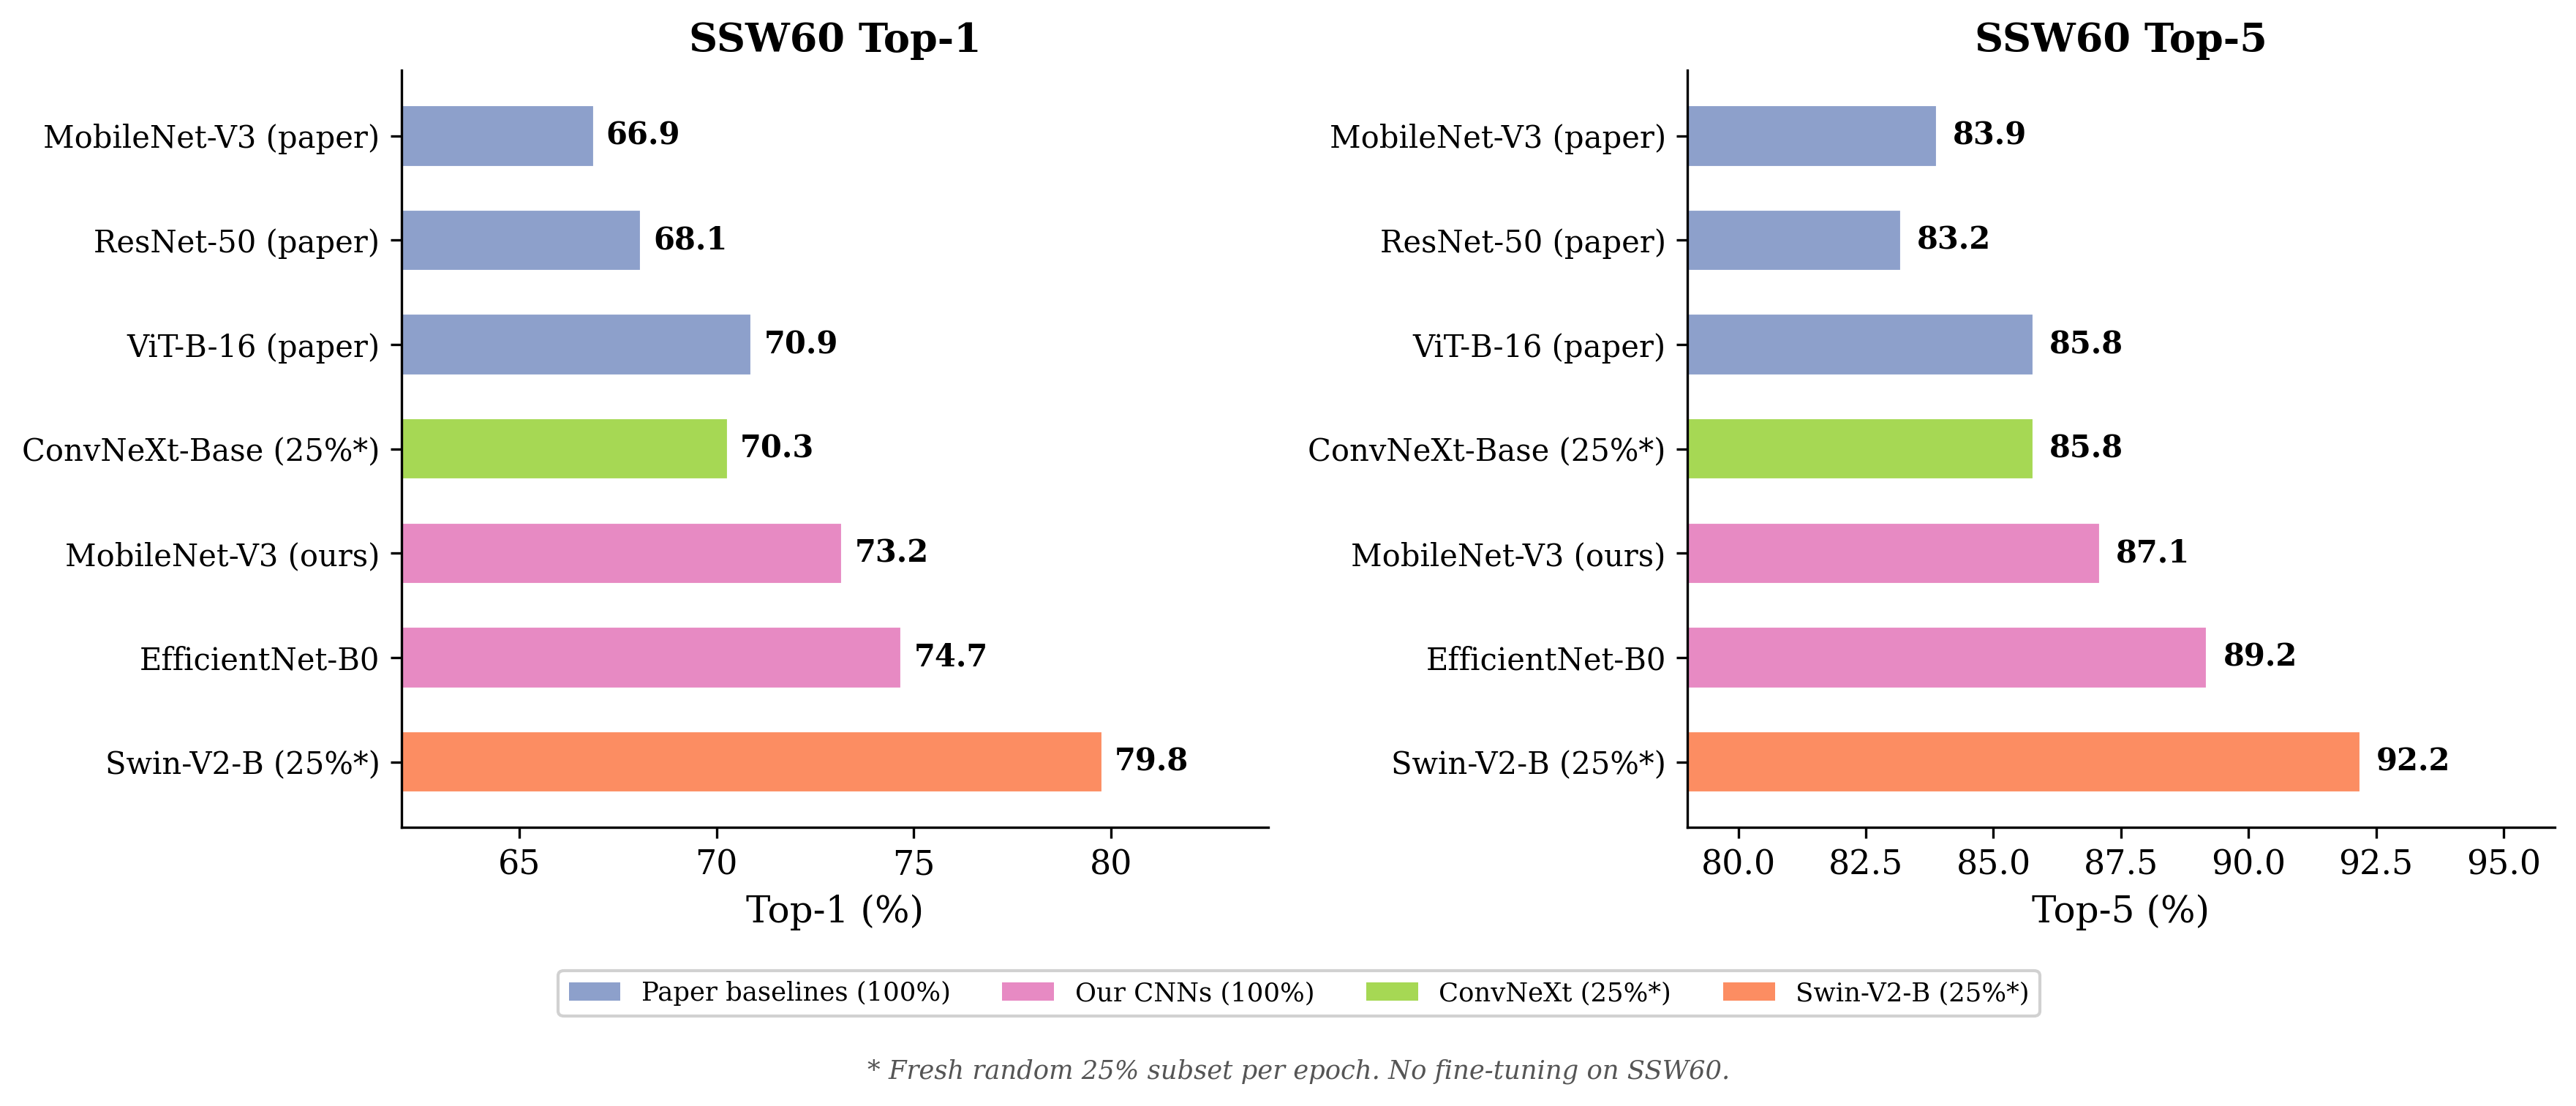 SSW60 Top-1
MobileNet-V3 (paper)
66.9
ResNet-50 (paper)
68.1
ViT-B-16 (paper)
70.9
ConvNeXt-Base (25%*)
70.3
MobileNet-V3 (ours)
73.2
EfficientNet-B0
74.7
Swin-V2-B (25%*)
79.8
65 70 75 80
Top-1 (%)
SSW60 Top-5
MobileNet-V3 (paper)
83.9
ResNet-50 (paper)
83.2
ViT-B-16 (paper)
85.8
ConvNeXt-Base (25%*)
85.8
MobileNet-V3 (ours)
87.1
EfficientNet-B0
89.2
Swin-V2-B (25%*)
92.2
80.0 82.5 85.0 87.5 90.0 92.5 95.0
Top-5 (%)
Paper baselines (100%) Our CNNs (100%) ConvNeXt (25%*) Swin-V2-B (25%*)
* Fresh random 25% subset per epoch. No fine-tuning on SSW60.